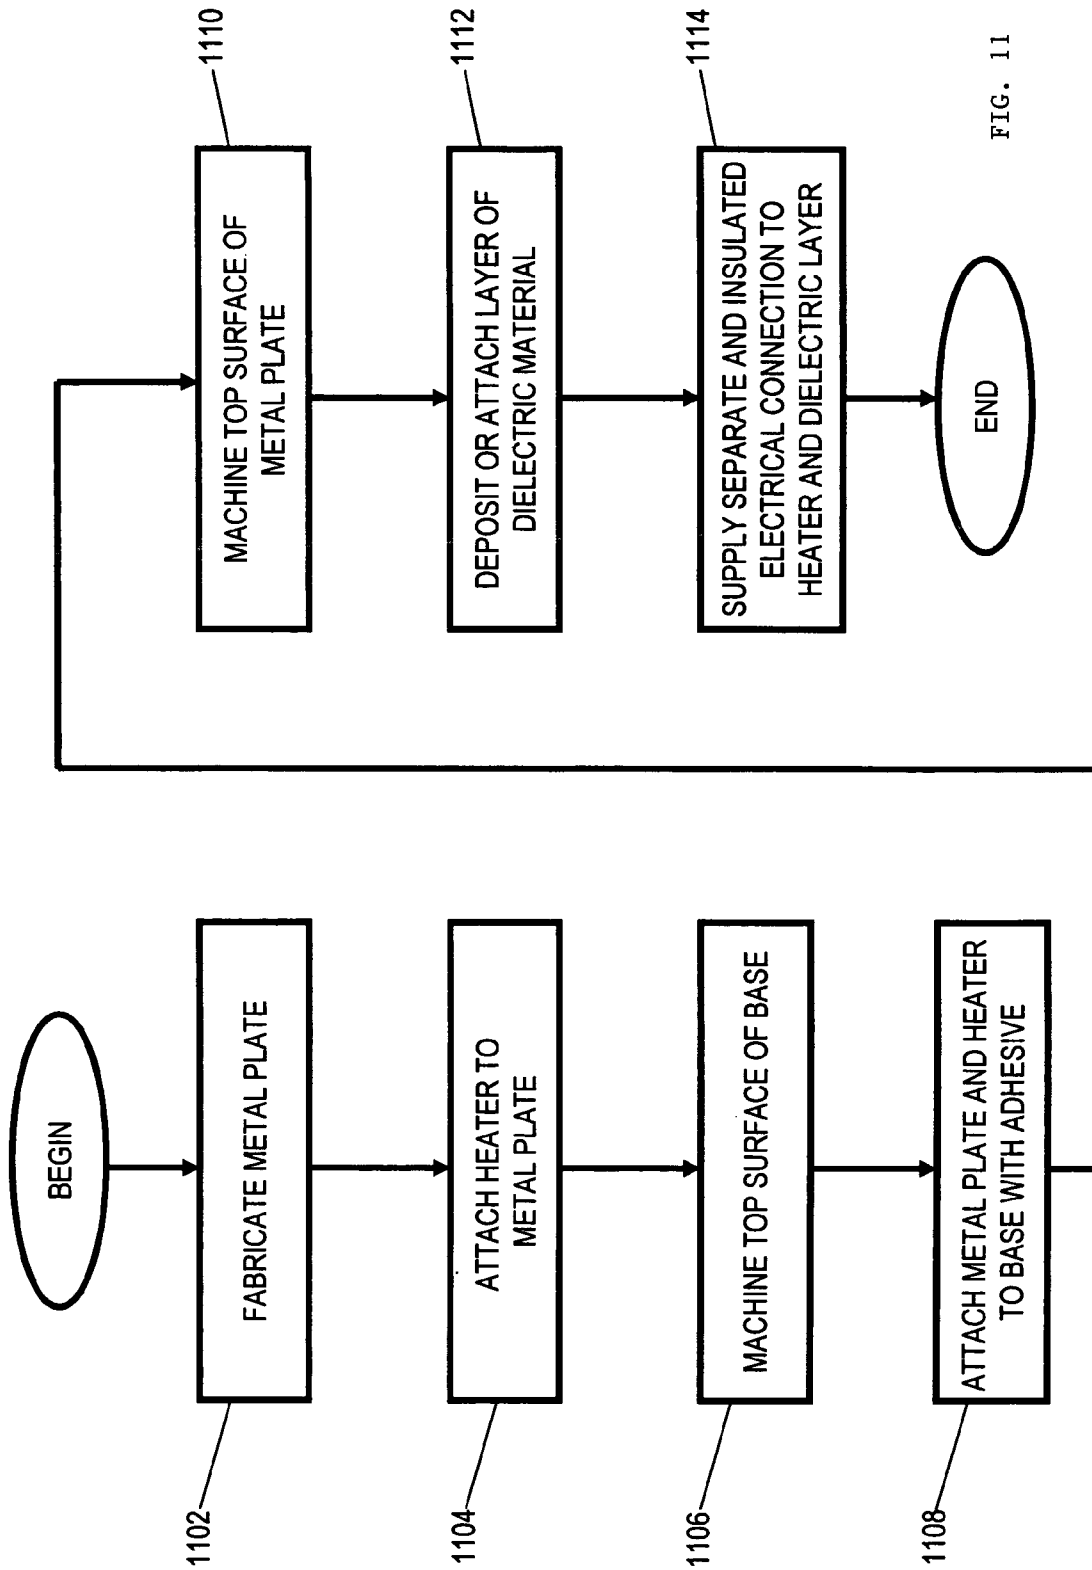 BEGIN
1102
FABRICATE METAL PLATE
1104
ATTACH HEATER TO
METAL PLATE
1106
MACHINE TOP SURFACE OF BASE
1108
ATTACH METAL PLATE AND HEATER
TO BASE WITH ADHESIVE
1110
MACHINE TOP SURFACE OF
METAL PLATE
1112
DEPOSIT OR ATTACH LAYER OF
DIELECTRIC MATERIAL
1114
SUPPLY SEPARATE AND INSULATED
ELECTRICAL CONNECTION TO
HEATER AND DIELECTRIC LAYER
END
FIG. 11